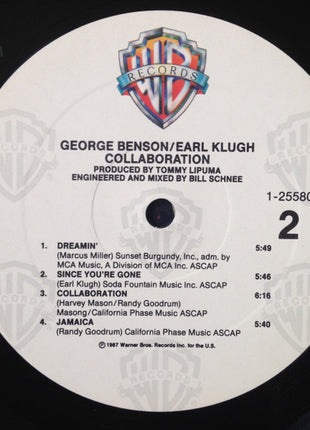 WB
RECORDS
GEORGE BENSON/EARL KLUGH
COLLABORATION
PRODUCED BY TOMMY LIPUMA
ENGINEERED AND MIXED BY BILL SCHNEE
1-25580
2
1. DREAMIN' 5:49
(Marcus Miller) Sunset Burgundy, Inc., adm. by
MCA Music, A Division of MCA Inc. ASCAP
2. SINCE YOU'RE GONE 5:46
(Earl Klugh) Soda Fountain Music Inc. ASCAP
3. COLLABORATION 6:16
(Harvey Mason/Randy Goodrum)
Masong/California Phase Music ASCAP
4. JAMAICA 5:40
(Randy Goodrum) California Phase Music ASCAP
©1987 Warner Bros. Records Inc. for the U.S.